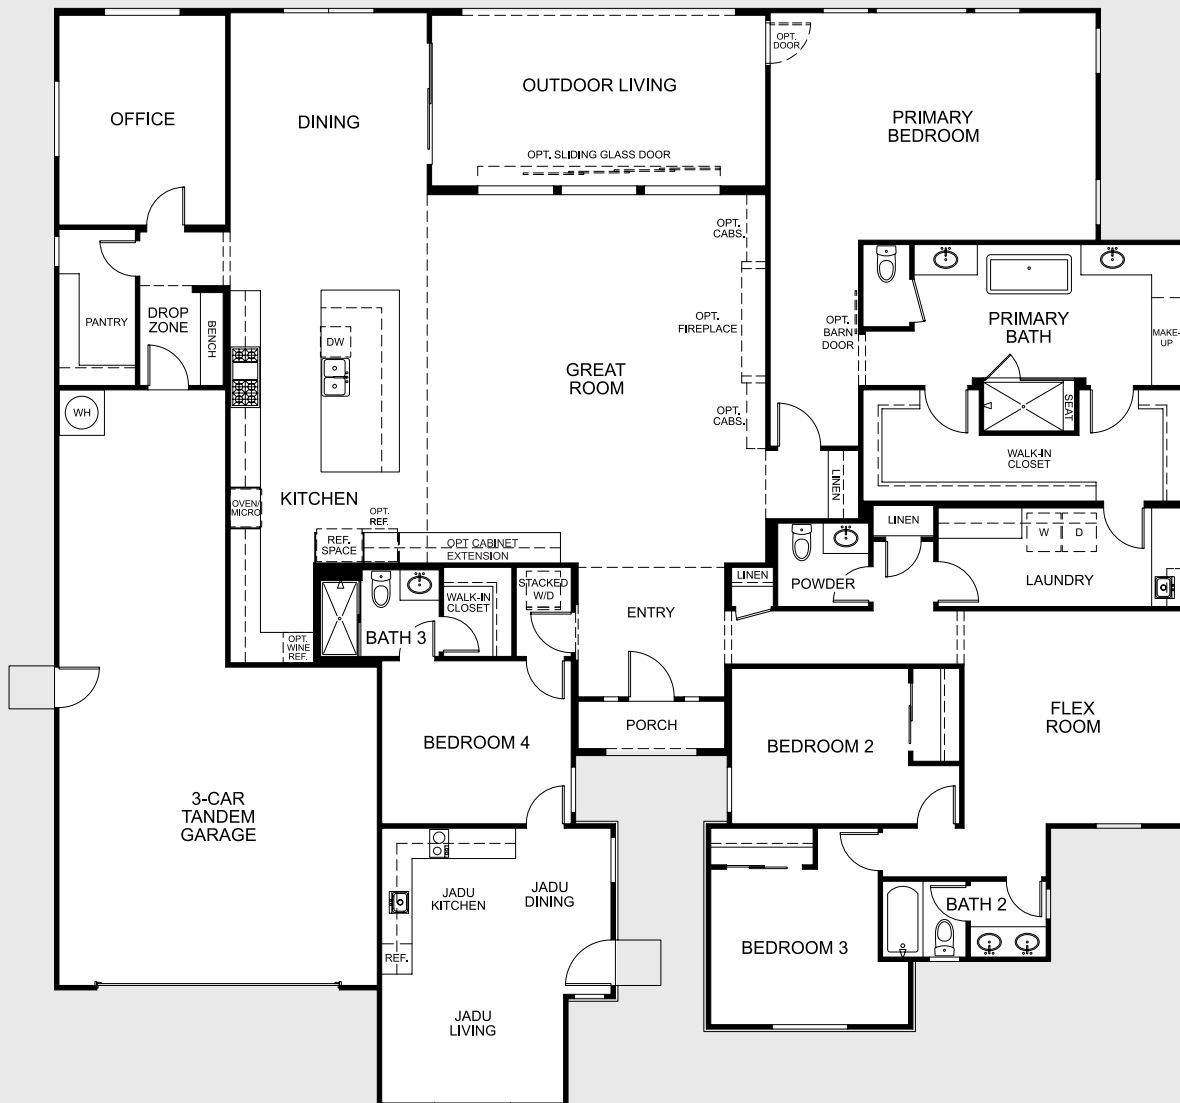 OFFICE
DINING
OUTDOOR LIVING
OPT. SLIDING GLASS DOOR
OPT.
DOOR
PRIMARY
BEDROOM
PANTRY
DROP
ZONE
BENCH
DW
GREAT
ROOM
OPT.
CABS.
OPT.
FIREPLACE
OPT.
CABS.
OPT.
BARN
DOOR
PRIMARY
BATH
MAKE-
UP
SEAT
WALK-IN
CLOSET
LINEN
WH
KITCHEN
OVEN/
MICRO
OPT.
REF.
REF.
SPACE
OPT CABINET
EXTENSION
OPT.
WINE
REF.
BATH 3
WALK-IN
CLOSET
STACKED
W/D
ENTRY
LINEN
POWDER
LINEN
W
D
LAUNDRY
PORCH
BEDROOM 4
BEDROOM 2
FLEX
ROOM
3-CAR
TANDEM
GARAGE
JADU
KITCHEN
JADU
DINING
REF.
JADU
LIVING
BEDROOM 3
BATH 2